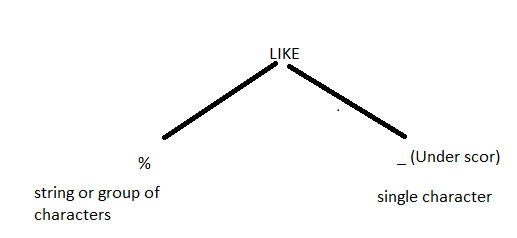 LIKE
%
_ (Under scor)
string or group of
characters
single character